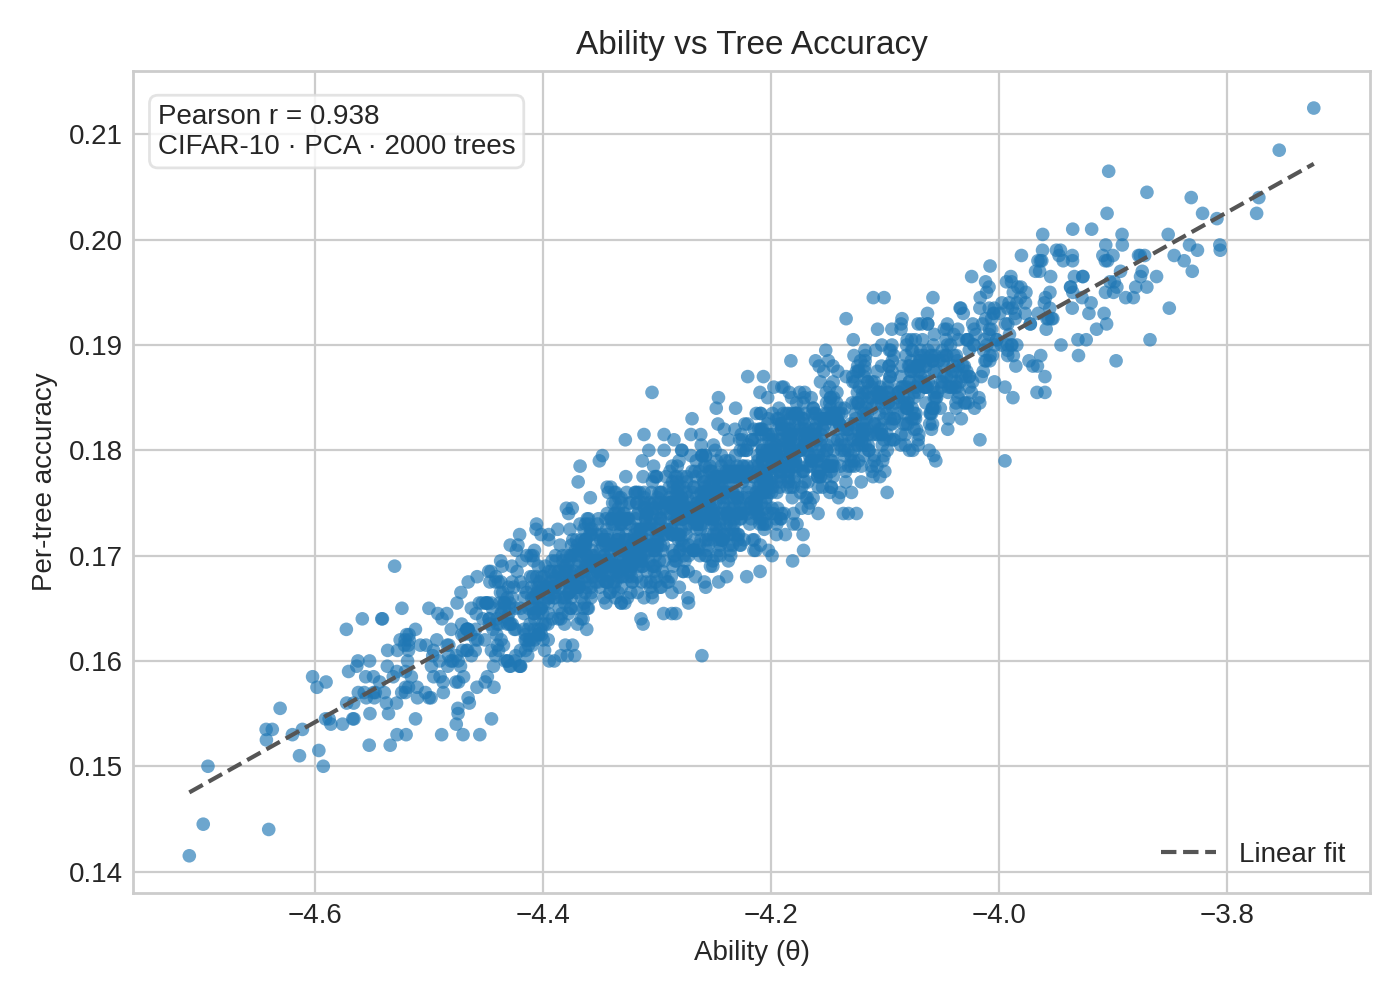 Ability vs Tree Accuracy
Pearson r = 0.938
CIFAR-10 · PCA · 2000 trees
0.21
0.20
0.19
0.18
0.17
0.16
0.15
0.14
Per-tree accuracy
Linear fit
−4.6
−4.4
−4.2
−4.0
−3.8
Ability (θ)